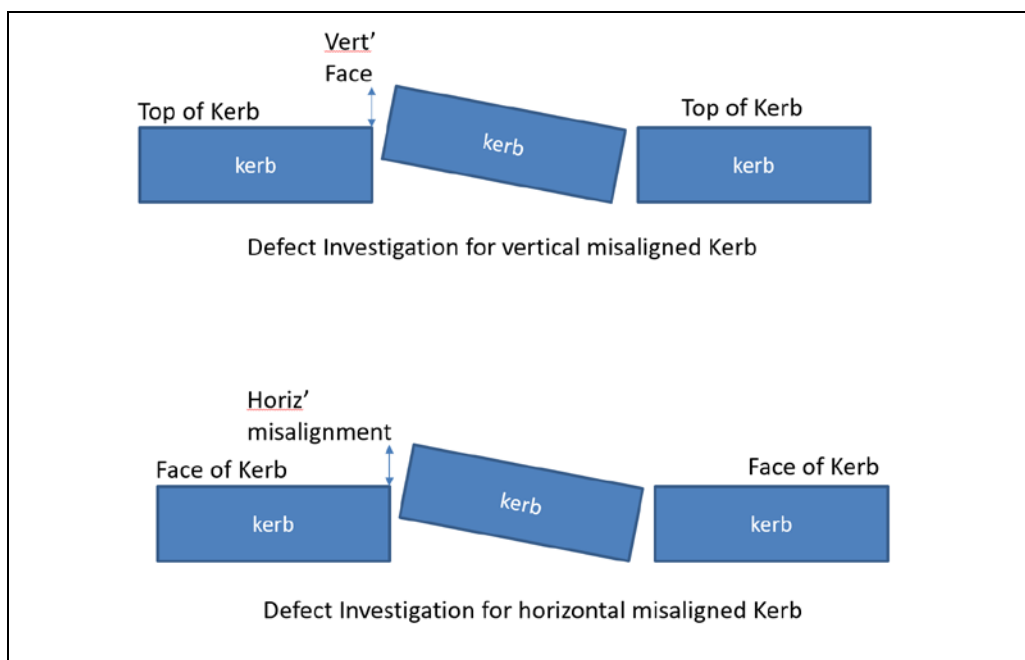 Vert’
Face
Top of Kerb
Top of Kerb
kerb
kerb
kerb
Defect Investigation for vertical misaligned Kerb
Horiz’
misalignment
Face of Kerb
Face of Kerb
kerb
kerb
kerb
Defect Investigation for horizontal misaligned Kerb